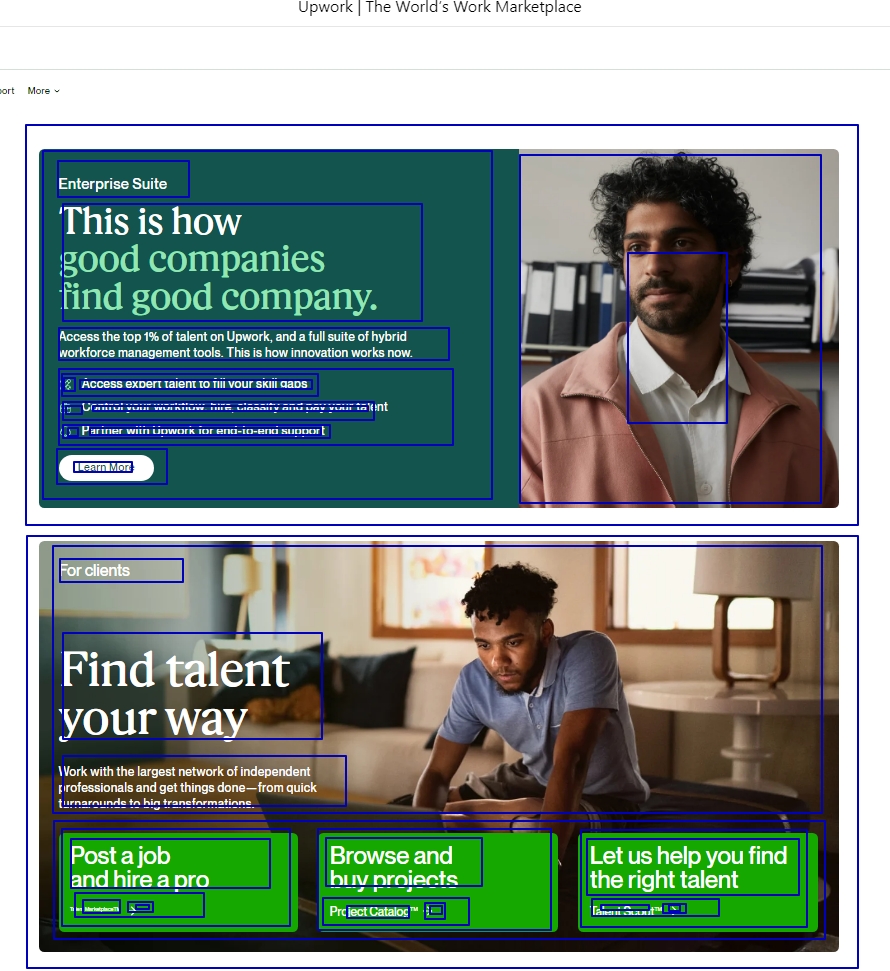 Upwork | The World's Work Marketplace
port More
Enterprise Suite
This is how
good companies
find good company.
Access the top 1% of talent on Upwork, and a full suite of hybrid
workforce management tools. This is how innovation works now.
Access expert talent to fill your skill gaps
Control your workflow: hire, classify and pay your talent
Partner with Upwork for end-to-end support
Learn More
For clients
Find talent
your way
Work with the largest network of independent
professionals and get things done—from quick
turnarounds to big transformations.
Post a job
and hire a pro
Talent Marketplace™
Browse and
buy projects
Project Catalog™
Let us help you find
the right talent
Talent Scout™